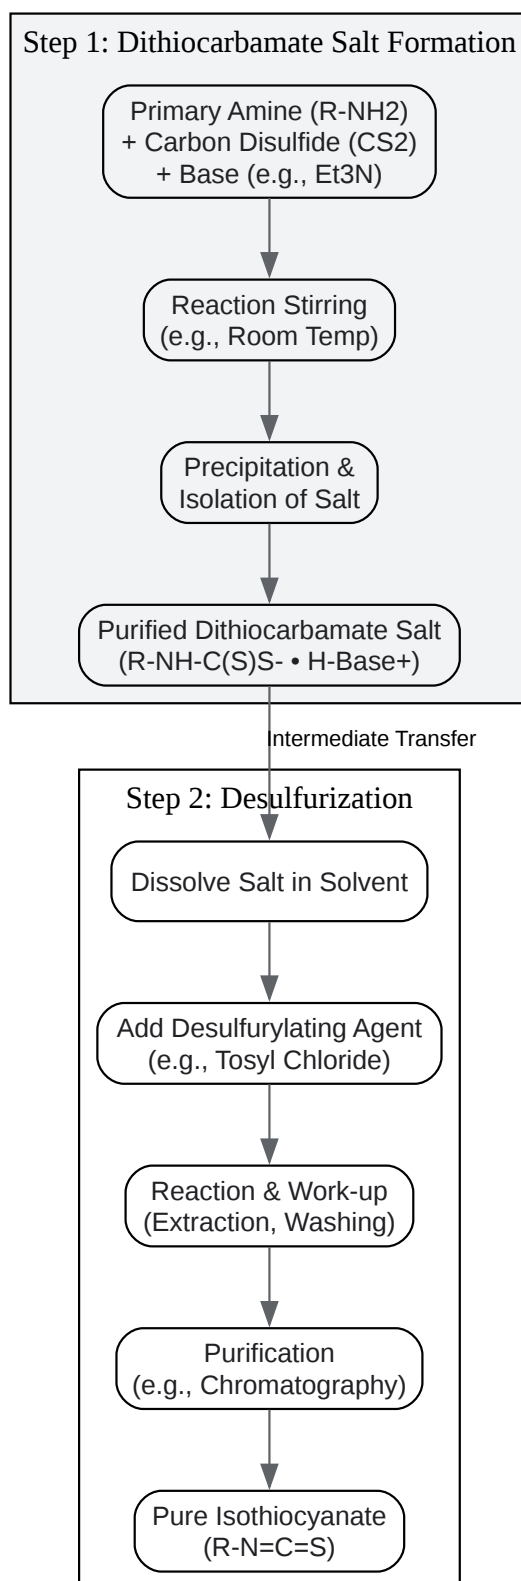 Step 1: Dithiocarbamate Salt Formation
Primary Amine (R-NH2)
+ Carbon Disulfide (CS2)
+ Base (e.g., Et3N)
Reaction Stirring
(e.g., Room Temp)
Precipitation &
Isolation of Salt
Purified Dithiocarbamate Salt
(R-NH-C(S)S- • H-Base+)
Intermediate Transfer
Step 2: Desulfurization
Dissolve Salt in Solvent
Add Desulfurylating Agent
(e.g., Tosyl Chloride)
Reaction & Work-up
(Extraction, Washing)
Purification
(e.g., Chromatography)
Pure Isothiocyanate
(R-N=C=S)